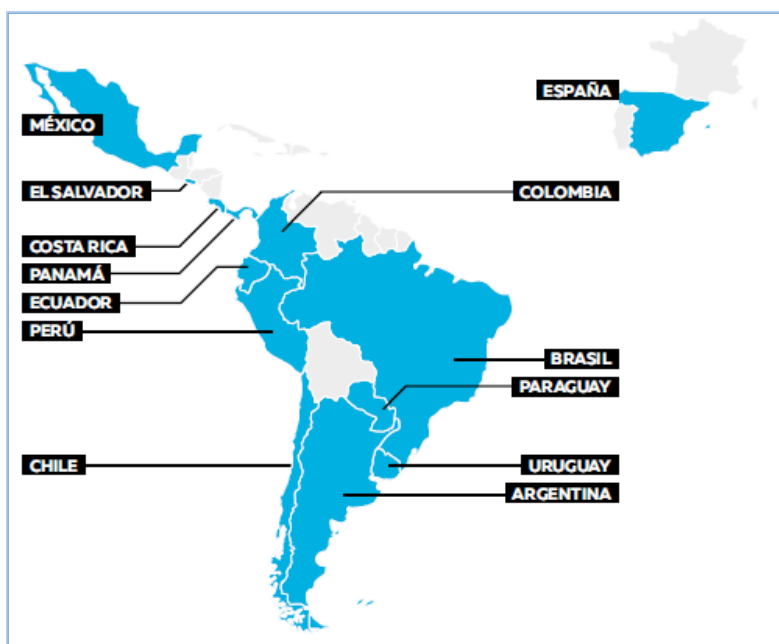 ESPAÑA
MÉXICO
EL SALVADOR
COLOMBIA
COSTA RICA
PANAMÁ
ECUADOR
PERÚ
BRASIL
PARAGUAY
CHILE
URUGUAY
ARGENTINA